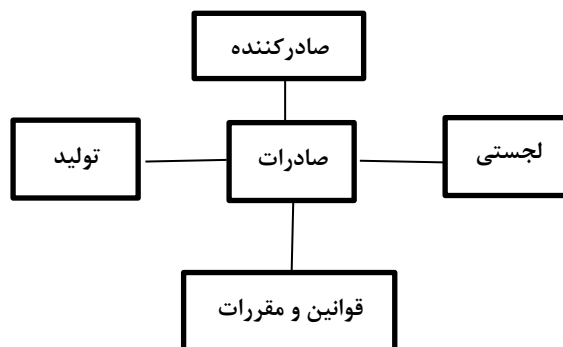 صادرکننده
لجستی
صادرات
تولید
قوانین و مقررات